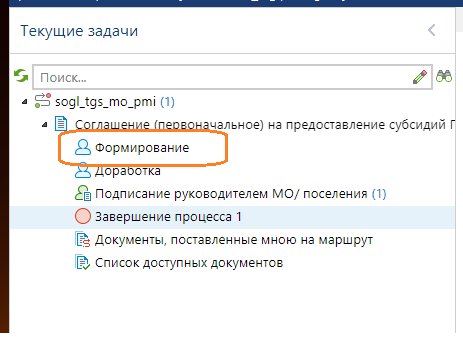 Текущие задачи
Поиск...
sogl_tgs_mo_pmi (1)
Соглашение (первоначальное) на предоставление субсидий
Формирование
Доработка
Подписание руководителем МО/ поселения (1)
Завершение процесса 1
Документы, поставленные мною на маршрут
Список доступных документов